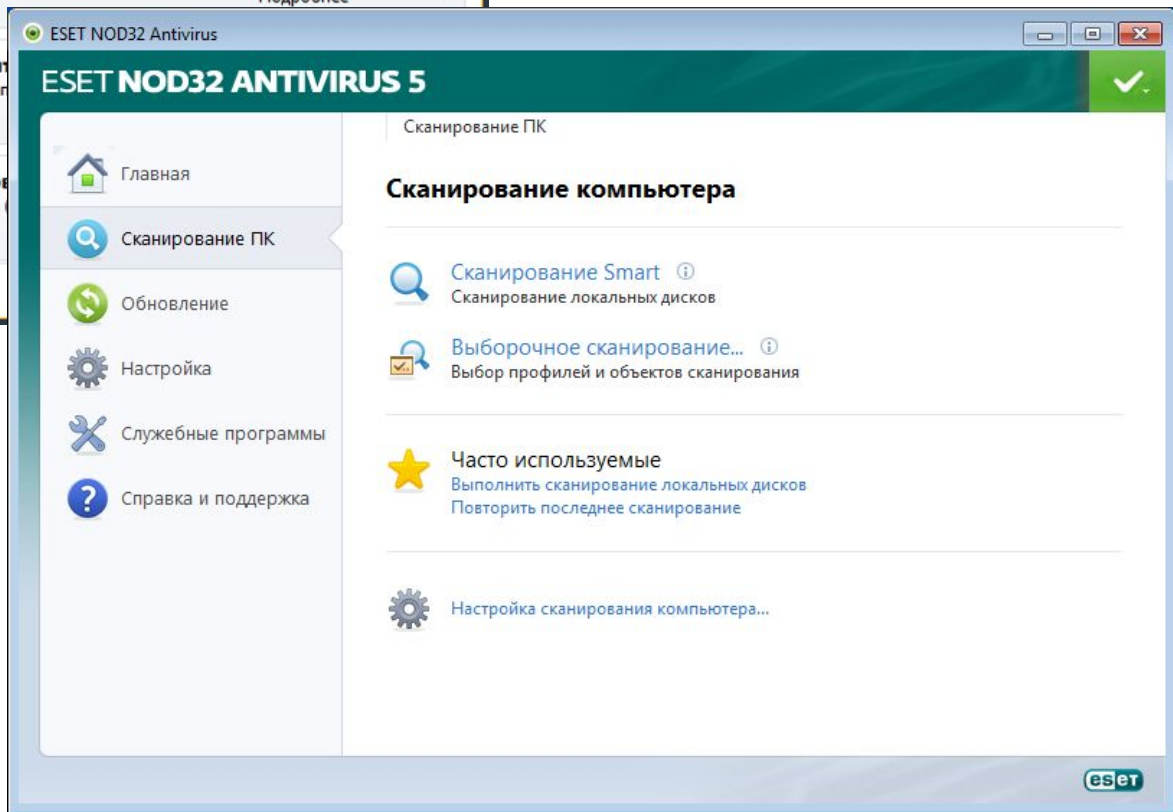 Подробнее
ESET NOD32 Antivirus
ESET NOD32 ANTIVIRUS 5
Главная
Сканирование ПК
Обновление
Настройка
Служебные программы
Справка и поддержка
Сканирование ПК
Сканирование компьютера
Сканирование Smart
Сканирование локальных дисков
Выборочное сканирование...
Выбор профилей и объектов сканирования
Часто используемые
Выполнить сканирование локальных дисков
Повторить последнее сканирование
Настройка сканирования компьютера...
eset